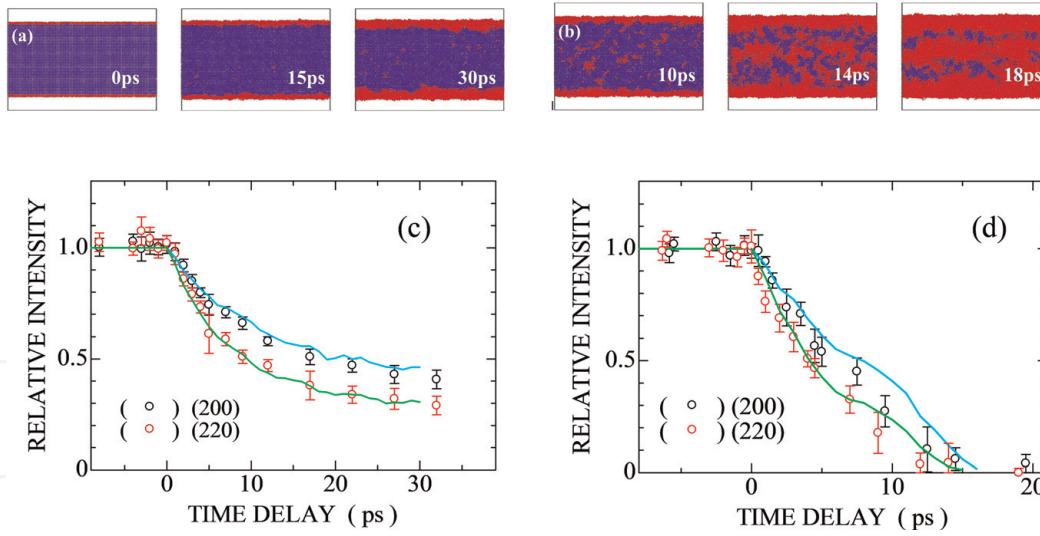 (a)
0ps
15ps
30ps
(b)
10ps
14ps
18ps
RELATIVE INTENSITY
1.0
0.5
0
(c)
( ) (200)
( ) (220)
0
10
20
30
TIME DELAY ( ps )
RELATIVE INTENSITY
1.0
0.5
0
(d)
( ) (200)
( ) (220)
0
10
20
TIME DELAY ( ps )